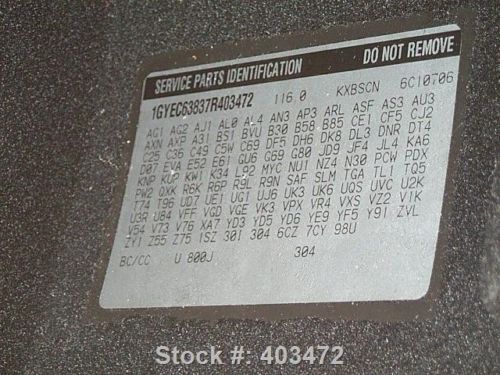 SERVICE PARTS IDENTIFICATION DO NOT REMOVE
1GYEC63837R403472 116.0 KXBSCN 6C10706
AG1 AG2 AJ1 AL0 AL4 AN3 AP3 ARL ASF AS3 AU3
AXN AXP A31 BS1 BVU B30 B58 B85 CE1 CF5 CJ2
C25 C36 C49 C5W C69 DF5 DH6 DK8 DL3 DNR DT4
D07 EVA E52 E61 GU6 G69 G80 JD9 JF4 JL4 KA6
KNP KUA KW1 K34 L92 MYC NU1 NZ4 N30 PCW PDX
PW2 QXK R6K R6P R9L R9N SAF SLM TGA TL1 TQ5
T74 T96 UD7 UE1 UG1 UJ6 UK3 UK6 UQS UVC U2K
U3R U84 VFF VGD VGE VK3 VPX VR4 VXS VZ2 V1K
V54 V73 V76 XA7 YD3 YD5 YD6 YE9 YF5 Y91 ZVL
ZY1 Z55 Z75 1SZ 30I 304 6CZ 7CY 98U
BC/CC U 800J 304
Stock #: 403472